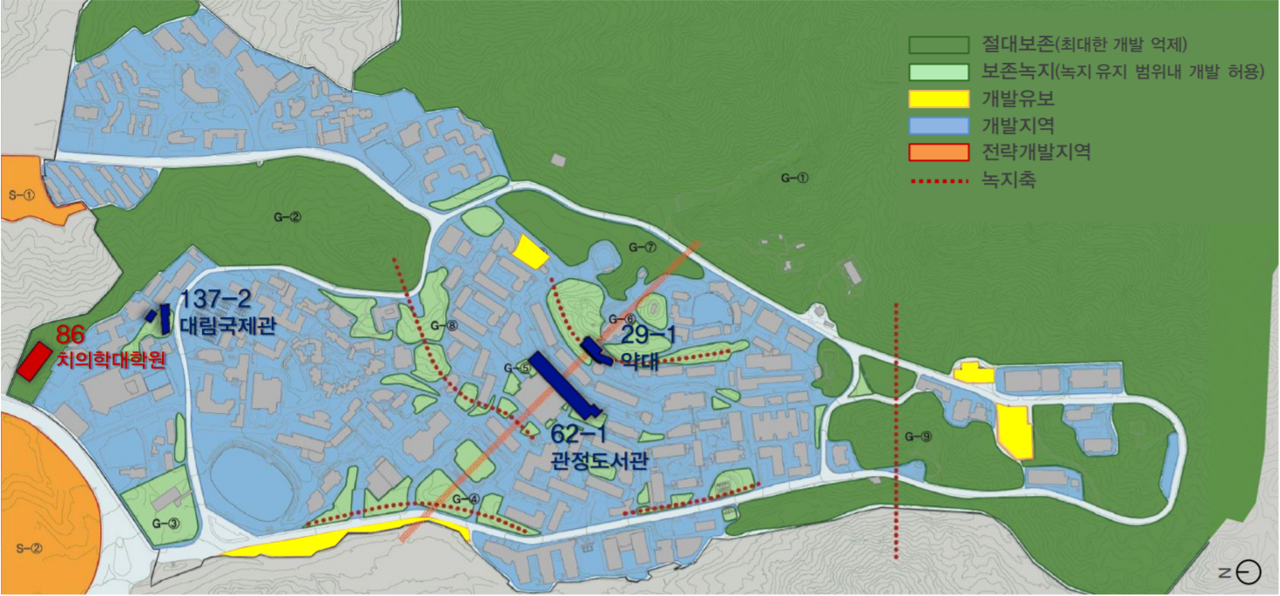 절대보존(최대한 개발 억제)
보존녹지(녹지 유지 범위내 개발 허용)
개발유보
개발지역
전략개발지역
녹지축
G-①
S-①
G-②
G-⑦
137-2
대림국제관
86
치의학대학원
G-⑧
G-⑥
29-1
약대
G-⑤
62-1
관정도서관
G-⑨
G-④
G-③
S-②
N